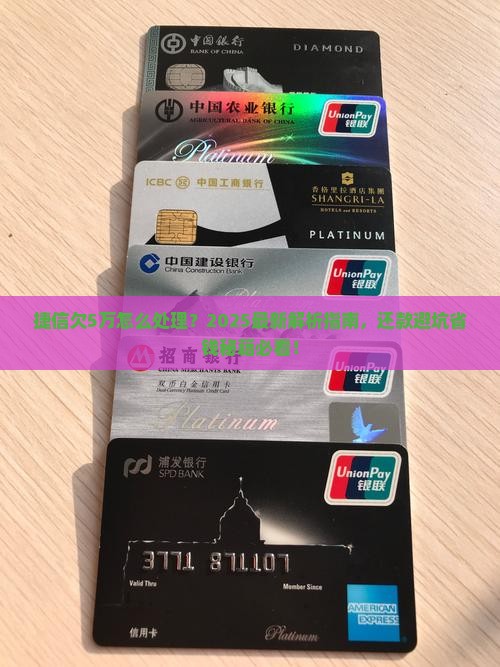 中国银行
BANK OF CHINA
DIAMOND
中国农业银行
AGRICULTURAL BANK OF CHINA
UnionPay
银联
Platinum
ICBC 中国工商银行
香格里拉酒店集團
SHANGRI-LA
HOTELS and RESORTS
PLATINUM
中国建设银行
China Construction Bank
UnionPay
捷信欠5万怎么处理？2025最新解析指南，还款避坑省
钱秘籍必看！
招商银行
CHINA MERCHANTS BANK
UnionPay
银联
双币白金信用卡
Dual-Currency Platinum Credit Card
Platinum
浦发银行
SPD BANK
UnionPay
银联
Valid Thru
Member Since
AMERICAN
EXPRESS
信用卡
Platinum